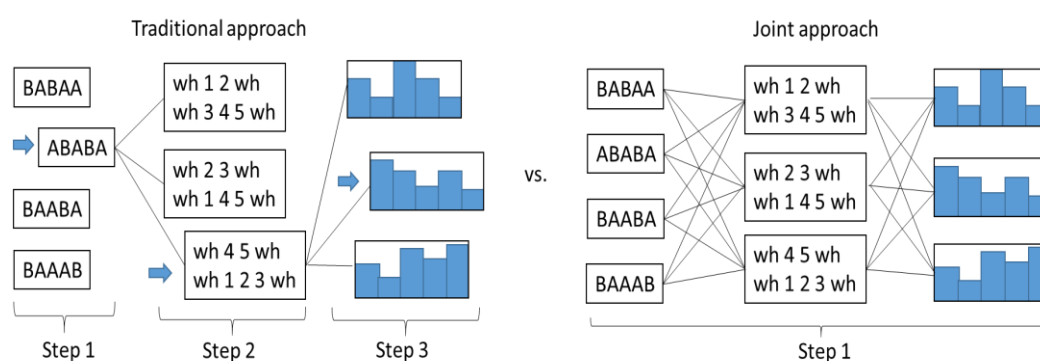 Traditional approach
BABAA
ABABA
BAABA
BAAAB
wh 1 2 wh
wh 3 4 5 wh
wh 2 3 wh
wh 1 4 5 wh
wh 4 5 wh
wh 1 2 3 wh
Step 1
Step 2
Step 3
vs.
Joint approach
BABAA
ABABA
BAABA
BAAAB
wh 1 2 wh
wh 3 4 5 wh
wh 2 3 wh
wh 1 4 5 wh
wh 4 5 wh
wh 1 2 3 wh
Step 1